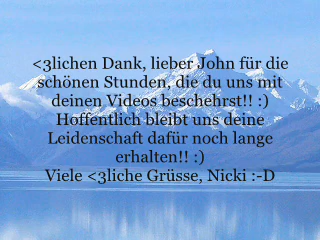 <3lichen Dank, lieber John für die
schönen Stunden, die du uns mit
deinen Videos beschehrst!! :)
Hoffentlich bleibt uns deine
Leidenschaft dafür noch lange
erhalten!! :)
Viele <3liche Grüsse, Nicki :-D